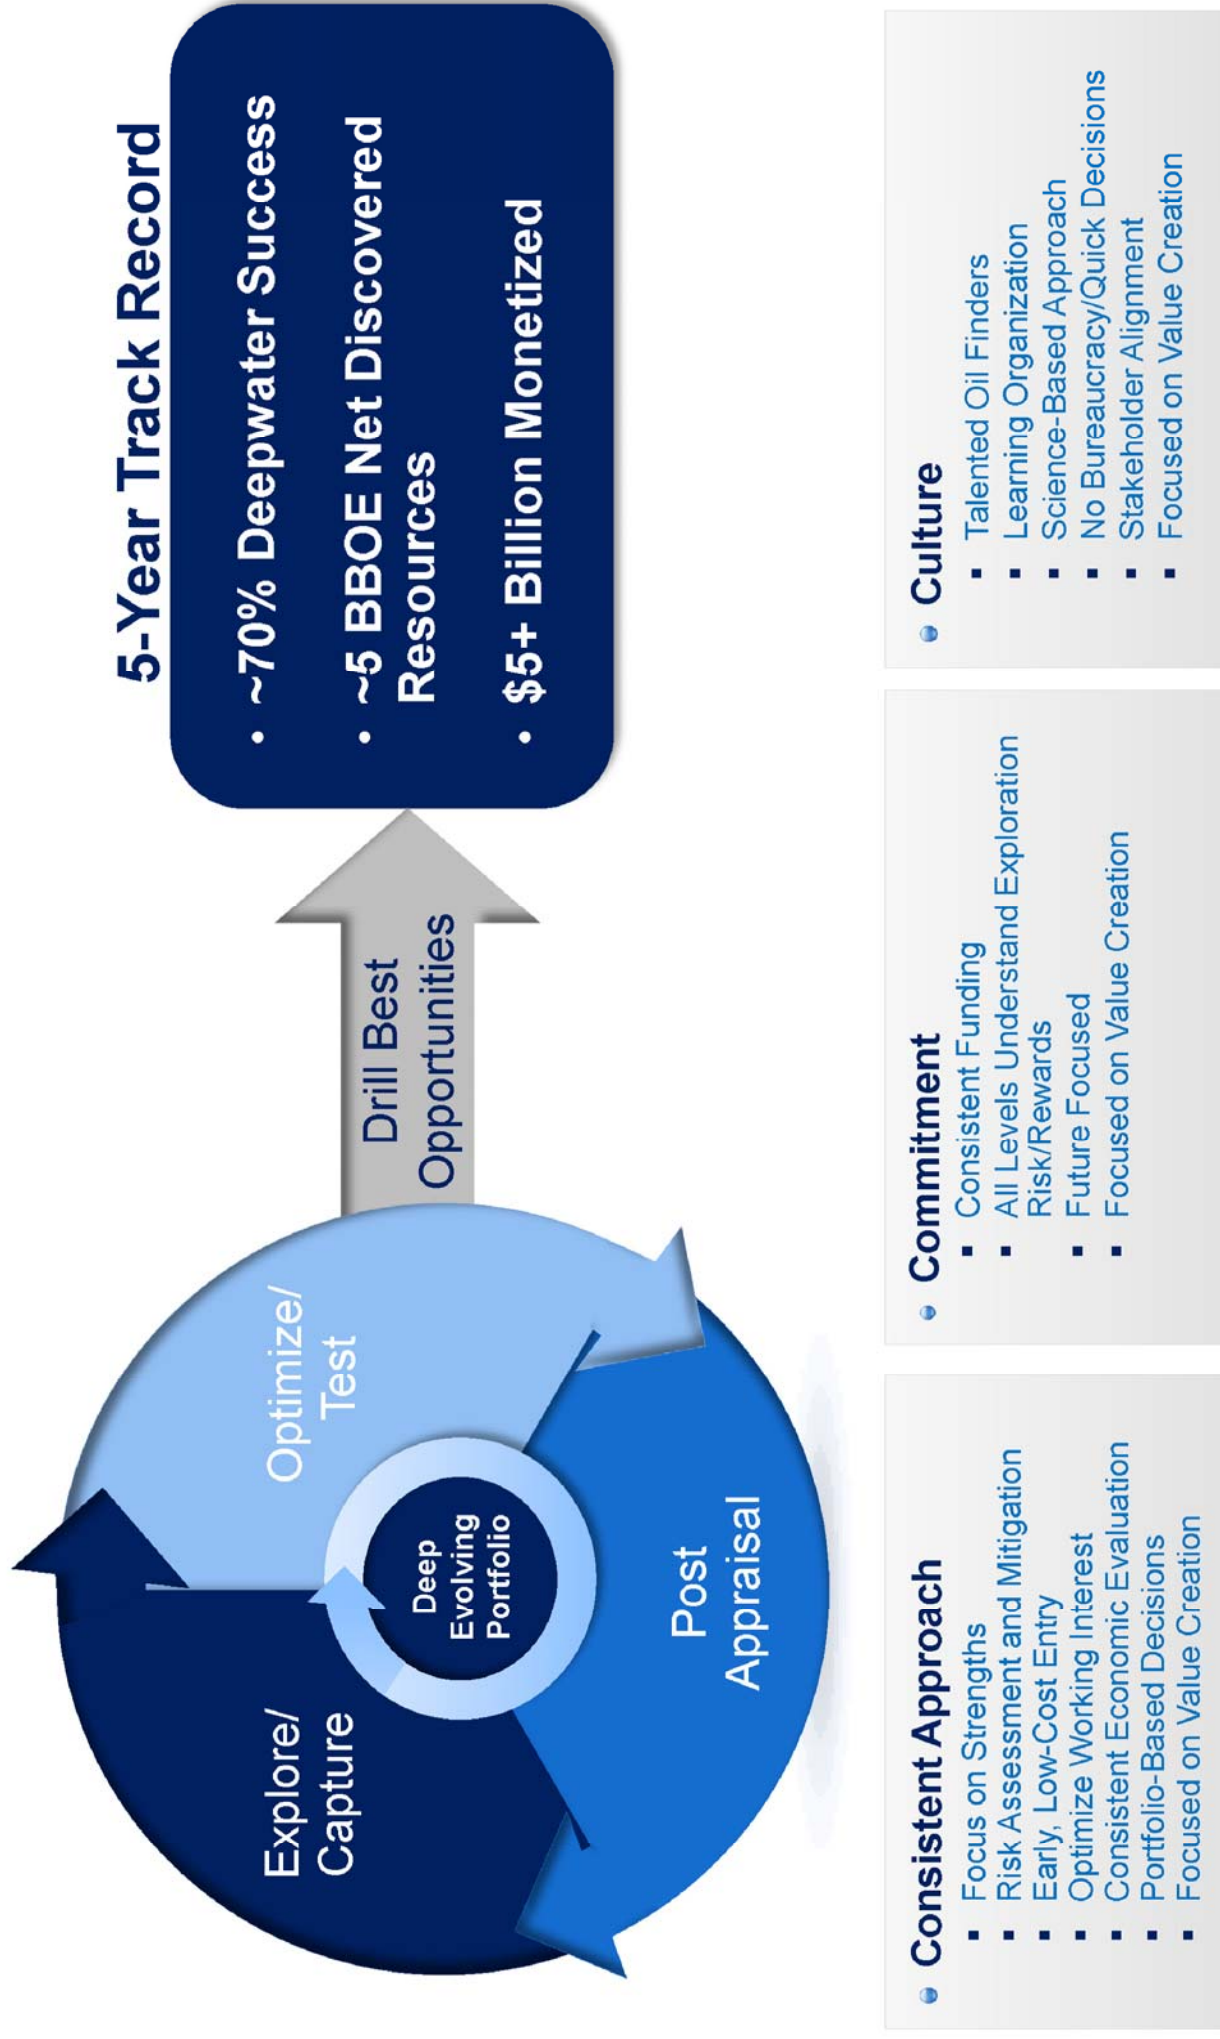 5-Year Track Record
• ~70% Deepwater Success
• ~5 BBOE Net Discovered
Resources
• $5+ Billion Monetized
Explore/
Capture
Optimize/
Test
Post
Appraisal
Deep
Evolving
Portfolio
Drill Best
Opportunities
Consistent Approach
▪ Focus on Strengths
▪ Risk Assessment and Mitigation
▪ Early, Low-Cost Entry
▪ Optimize Working Interest
▪ Consistent Economic Evaluation
▪ Portfolio-Based Decisions
▪ Focused on Value Creation
Commitment
▪ Consistent Funding
▪ All Levels Understand Exploration
Risk/Rewards
▪ Future Focused
▪ Focused on Value Creation
Culture
▪ Talented Oil Finders
▪ Learning Organization
▪ Science-Based Approach
▪ No Bureaucracy/Quick Decisions
▪ Stakeholder Alignment
▪ Focused on Value Creation